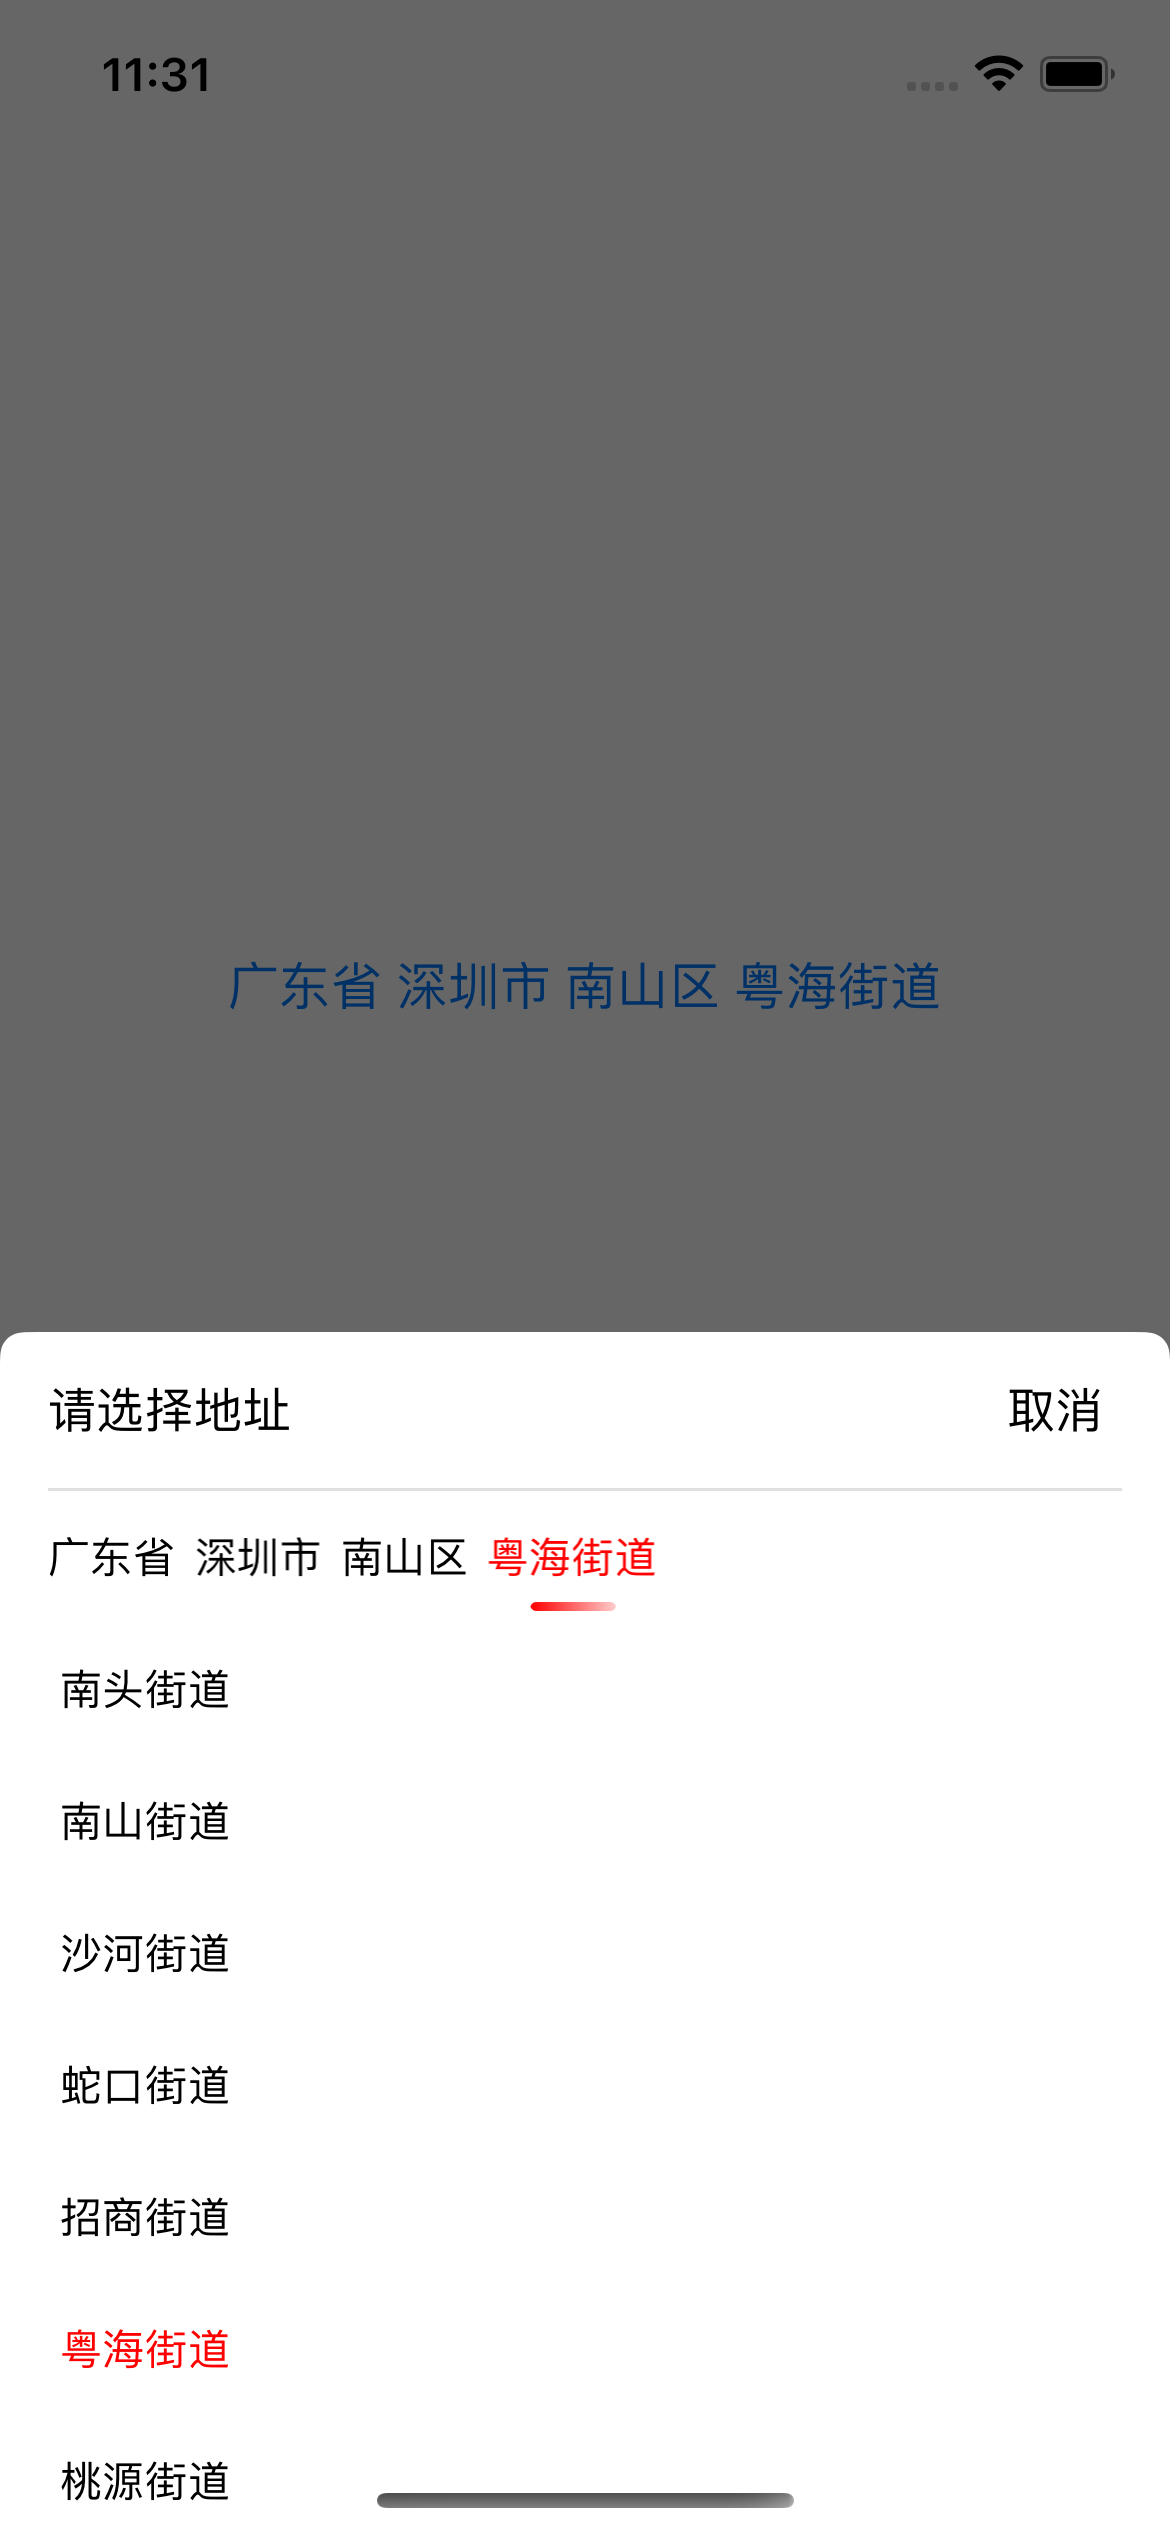 11:31
广东省 深圳市 南山区 粤海街道
请选择地址 取消
广东省 深圳市 南山区 粤海街道
南头街道
南山街道
沙河街道
蛇口街道
招商街道
粤海街道
桃源街道